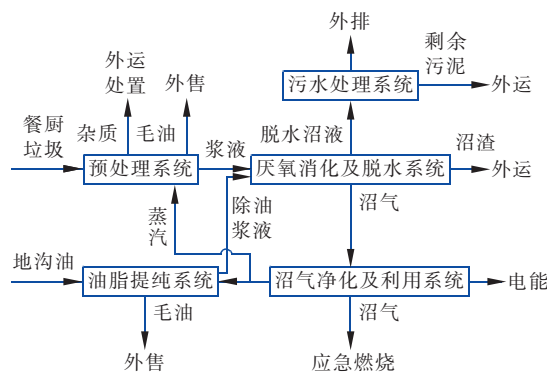 外排
剩余
污泥
污水处理系统
外运
外运
处置
外售
餐厨
垃圾
杂质
毛油
浆液
脱水沼液
沼渣
预处理系统
厌氧消化及脱水系统
外运
蒸
汽
除油
浆液
沼气
地沟油
油脂提纯系统
沼气净化及利用系统
电能
毛油
沼气
外售
应急燃烧